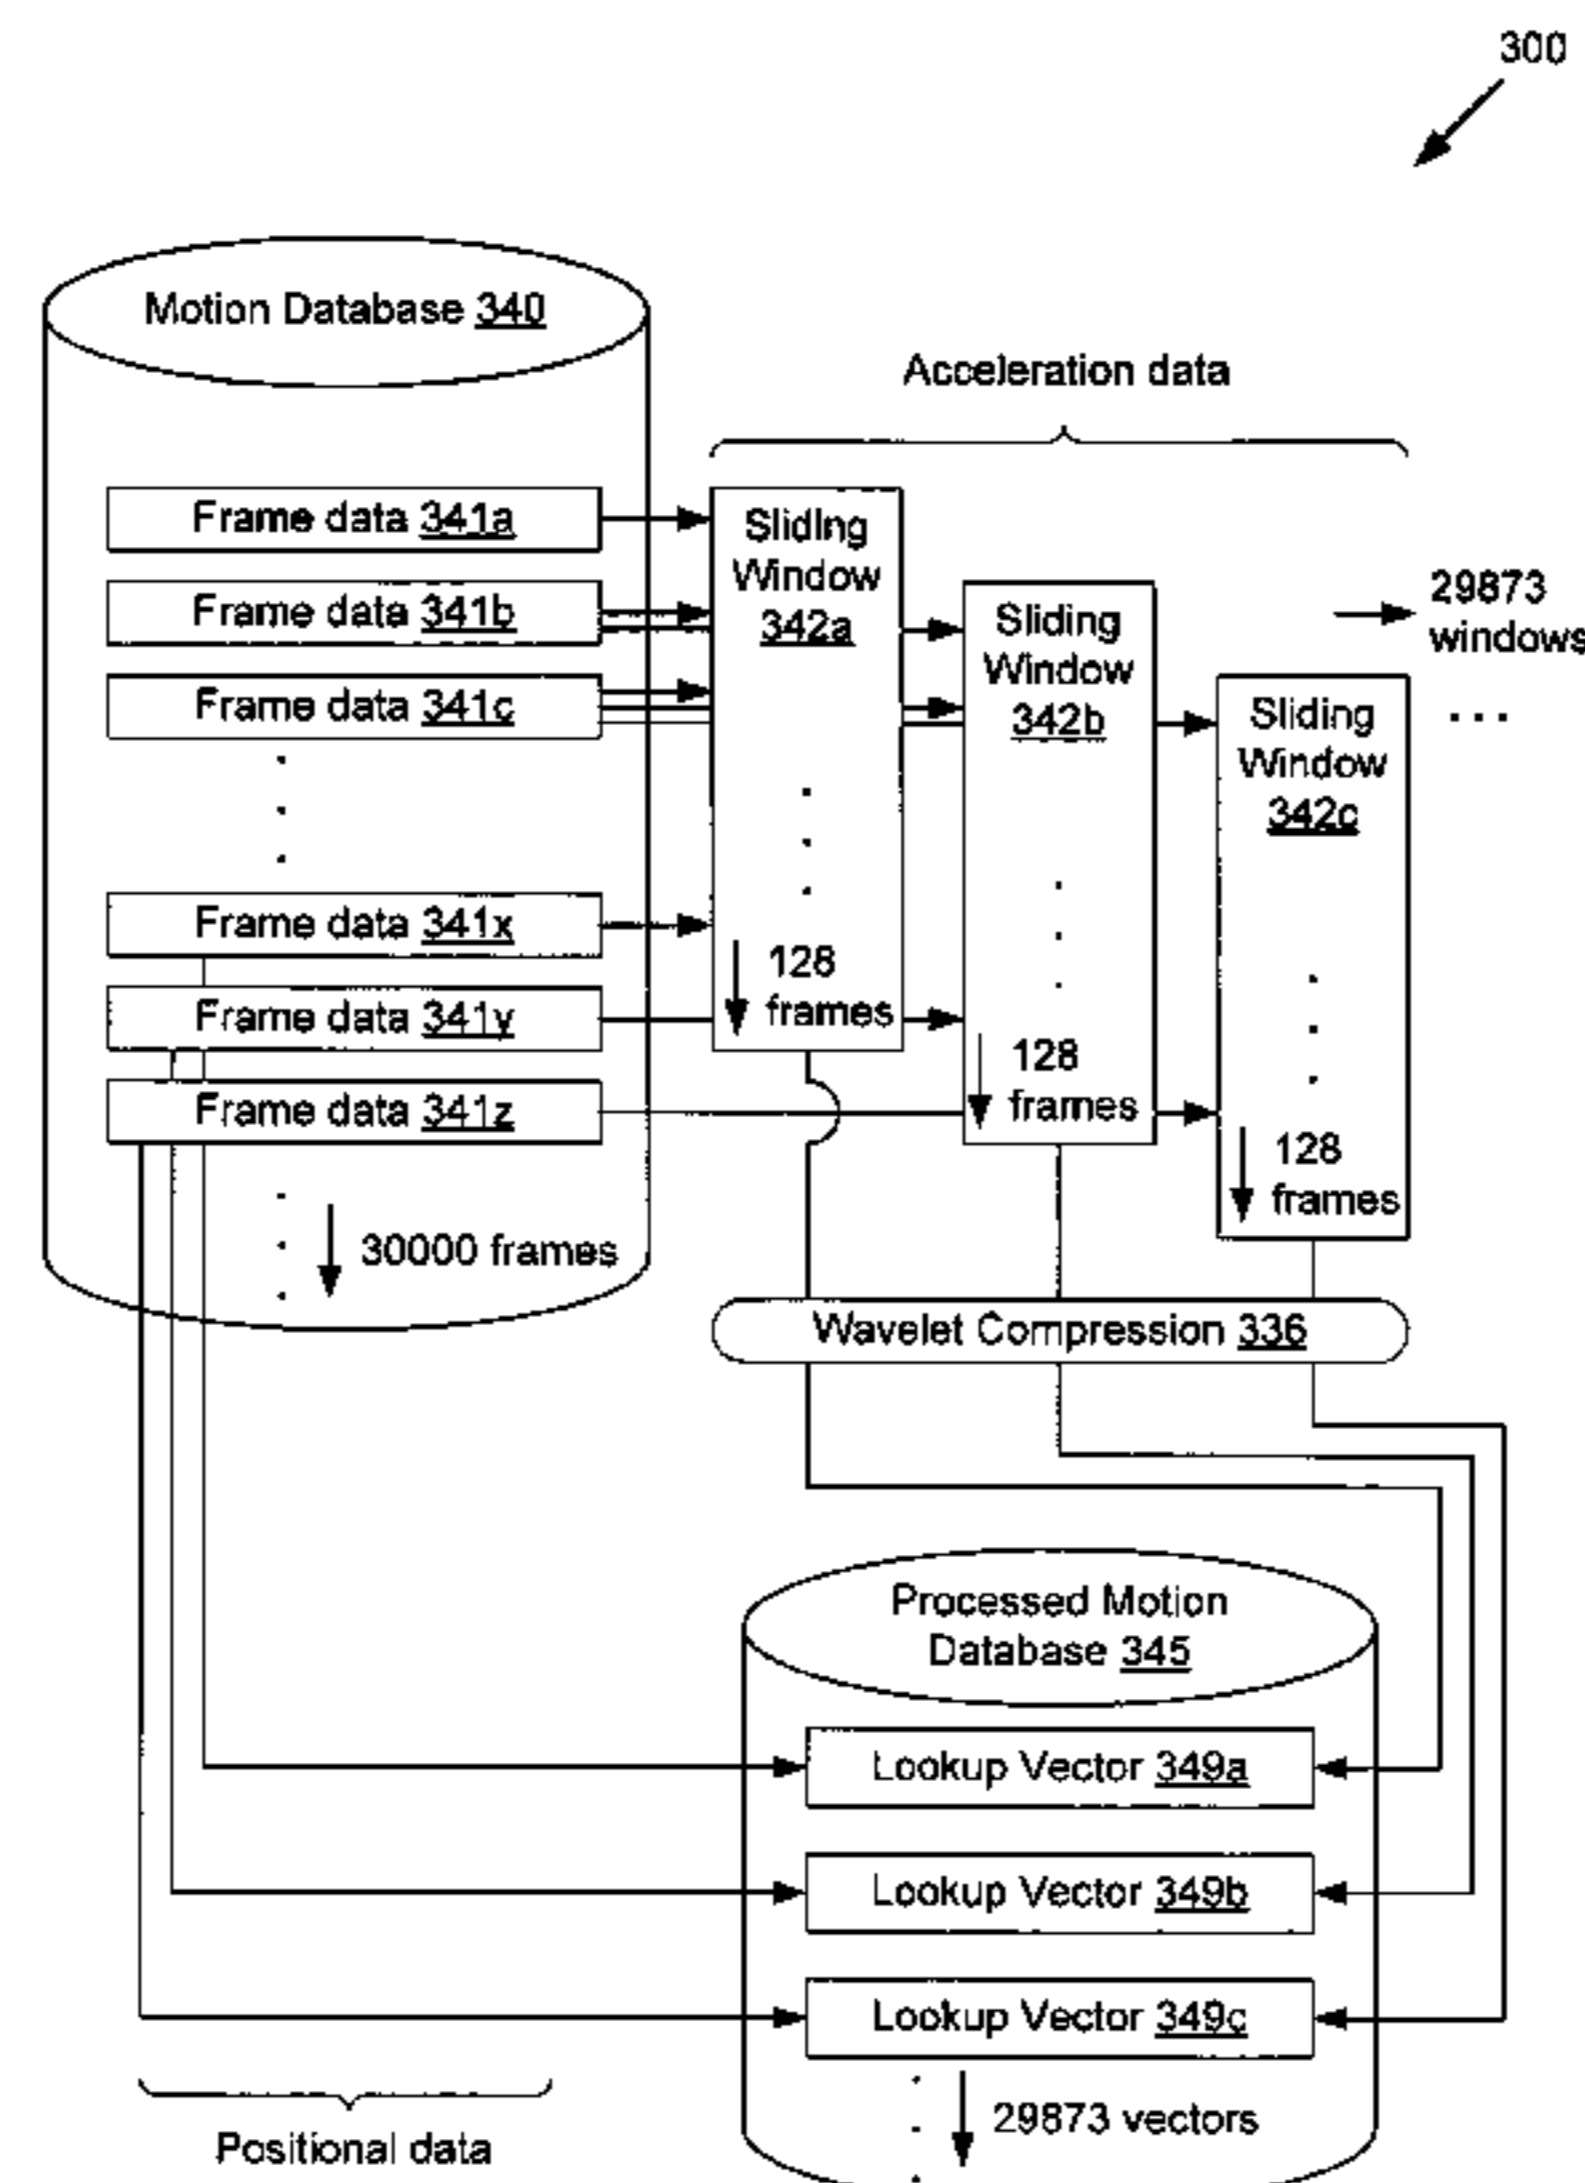 300
Motion Database 340
Acceleration data
Frame data 341a
Frame data 341b
Frame data 341c
Frame data 341x
Frame data 341y
Frame data 341z
30000 frames
Sliding
Window
342a
128
frames
Sliding
Window
342b
128
frames
Sliding
Window
342c
128
frames
29873
windows
...
Wavelet Compression 336
Processed Motion
Database 345
Lookup Vector 349a
Lookup Vector 349b
Lookup Vector 349c
29873 vectors
Positional data